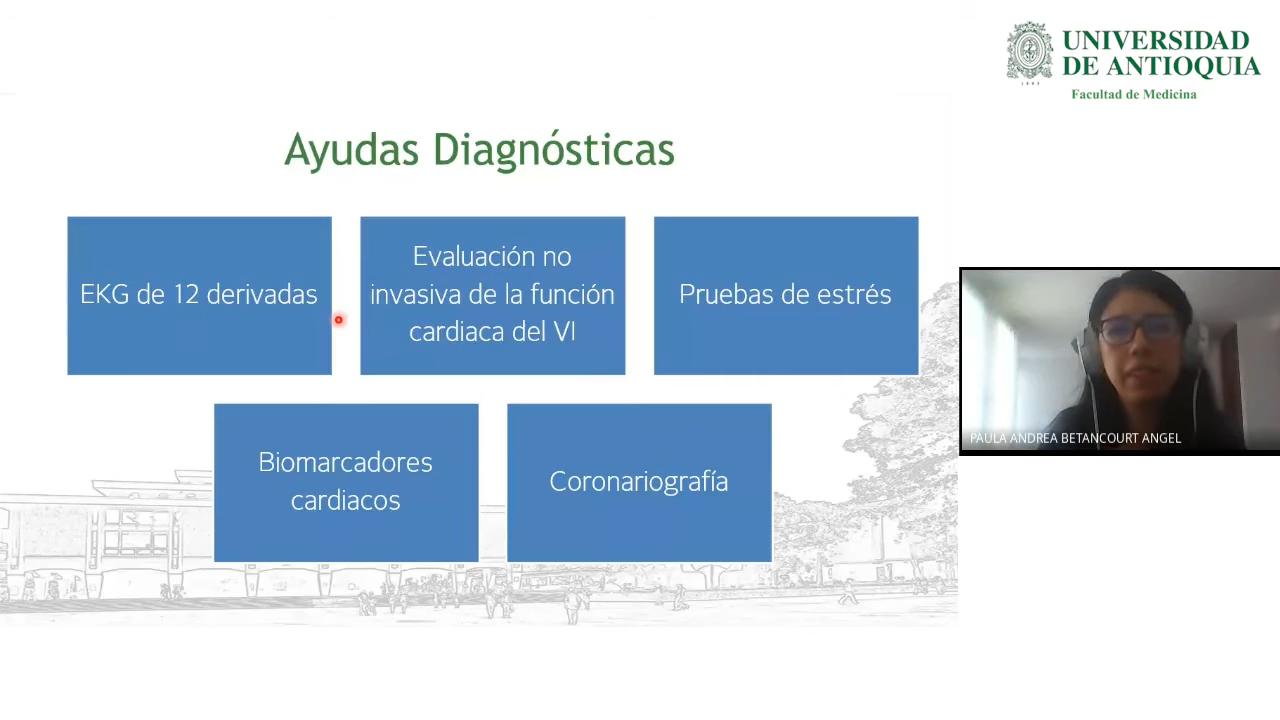 UNIVERSIDAD
DE ANTIOQUIA
Facultad de Medicina
Ayudas Diagnósticas
EKG de 12 derivadas
Evaluación no
invasiva de la función
cardiaca del VI
Pruebas de estrés
Biomarcadores
cardiacos
Coronariografía
PAULA ANDREA BETANCOURT ANGEL